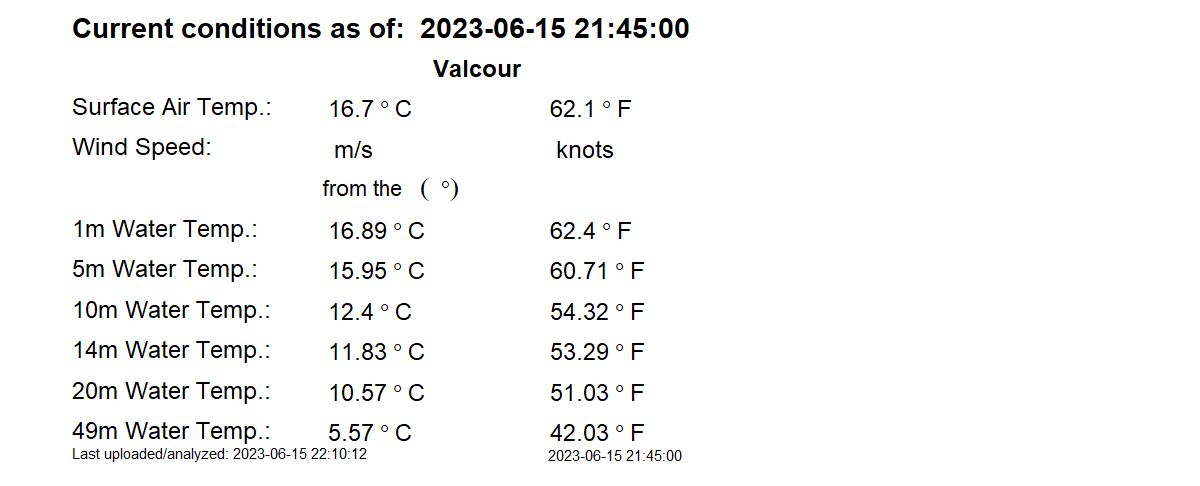 Current conditions as of: 2023-06-15 21:45:00
Valcour
Surface Air Temp.: 16.7 ° C 62.1 ° F
Wind Speed: m/s knots
from the ( °)
1m Water Temp.: 16.89 ° C 62.4 ° F
5m Water Temp.: 15.95 ° C 60.71 ° F
10m Water Temp.: 12.4 ° C 54.32 ° F
14m Water Temp.: 11.83 ° C 53.29 ° F
20m Water Temp.: 10.57 ° C 51.03 ° F
49m Water Temp.: 5.57 ° C 42.03 ° F
Last uploaded/analyzed: 2023-06-15 22:10:12 2023-06-15 21:45:00